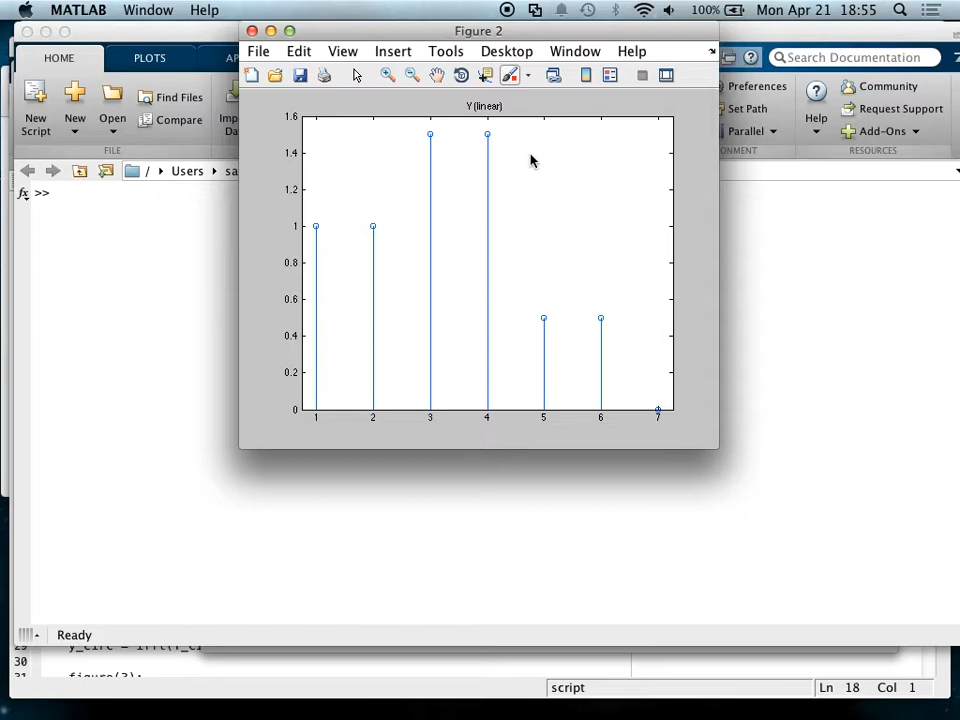 MATLAB Window Help 100% Mon Apr 21 18:55
Figure 2
File Edit View Insert Tools Desktop Window Help
HOME PLOTS
Search Documentation
New Script
New
Open
Find Files
Compare
FILE
Preferences
Set Path
Parallel
Help
Community
Request Support
Add-Ons
RESOURCES
/ Users
fx >>
Y (linear)
1.6
1.4
1.2
1
0.8
0.6
0.4
0.2
0
1 2 3 4 5 6 7
Ready
30
31
script Ln 18 Col 1